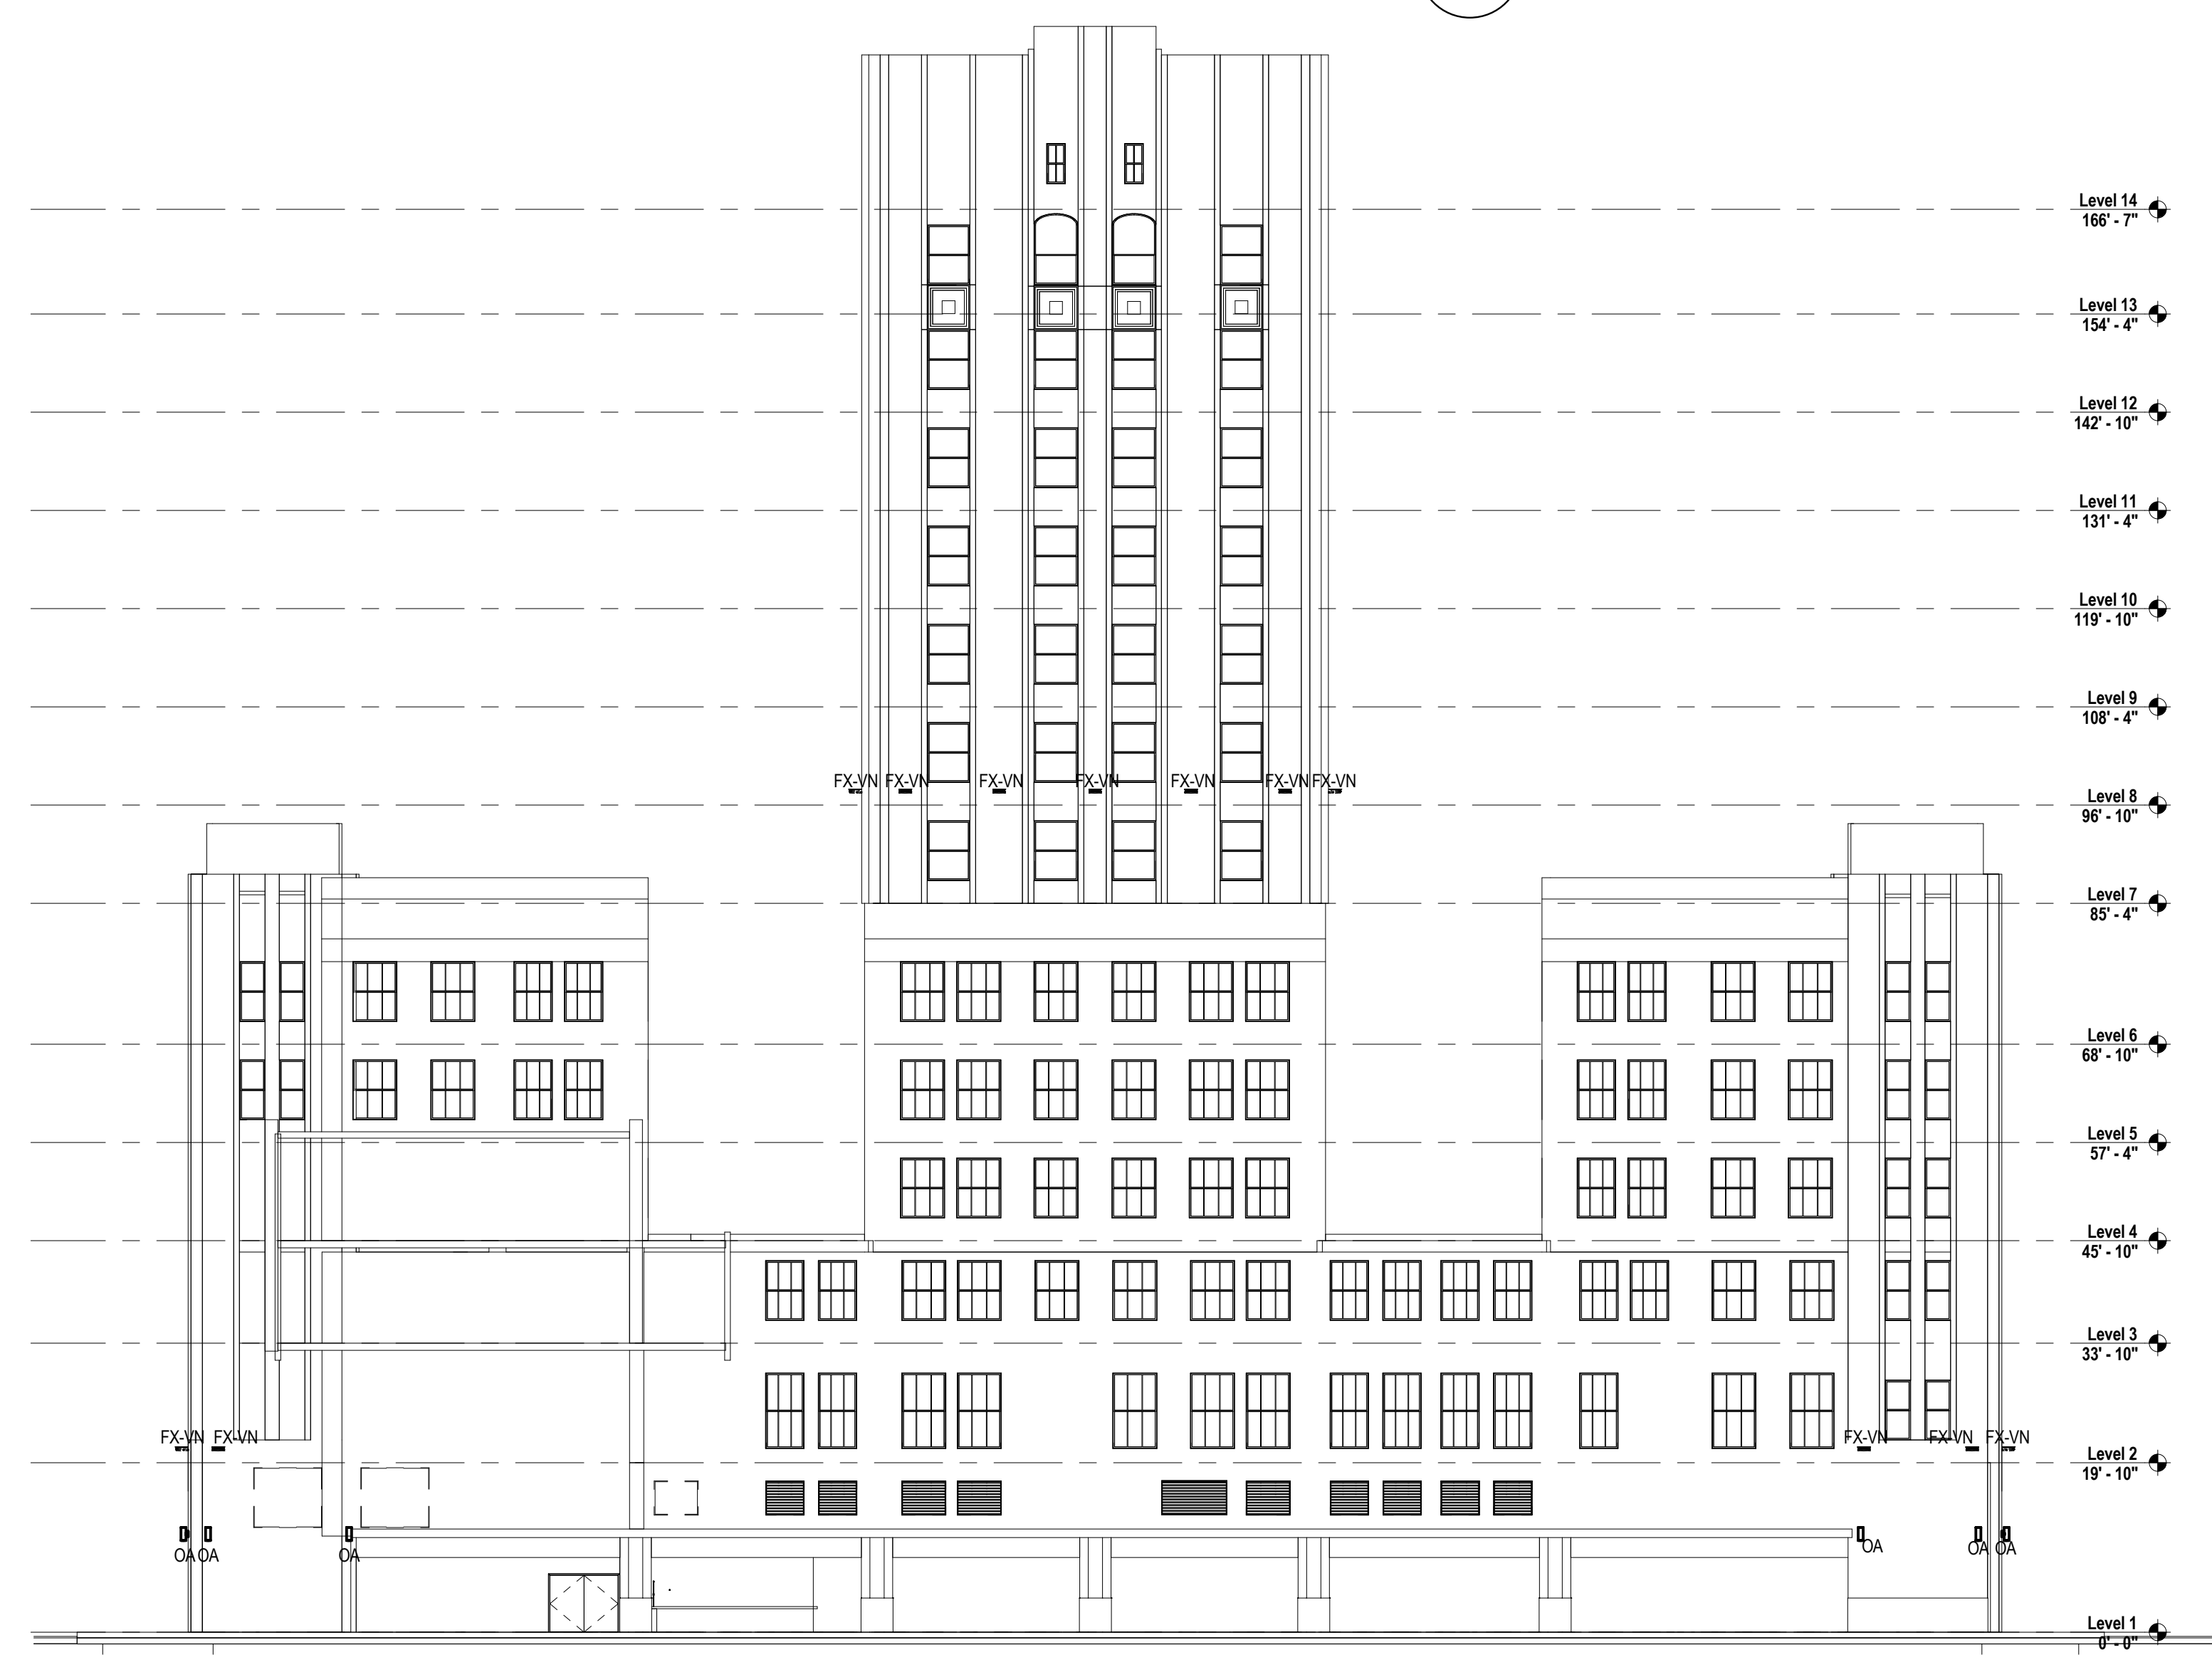 Level 14
166' - 7"
Level 13
154' - 4"
Level 12
142' - 10"
Level 11
131' - 4"
Level 10
119' - 10"
Level 9
108' - 4"
FX-VN FX-VN FX-VN FX-VN FX-VN FX-VN FX-VN
Level 8
96' - 10"
Level 7
85' - 4"
Level 6
68' - 10"
Level 5
57' - 4"
Level 4
45' - 10"
Level 3
33' - 10"
FX-VN FX-VN FX-VN FX-VN FX-VN
Level 2
19' - 10"
OA OA OA OA OA OA
Level 1
0' - 0"